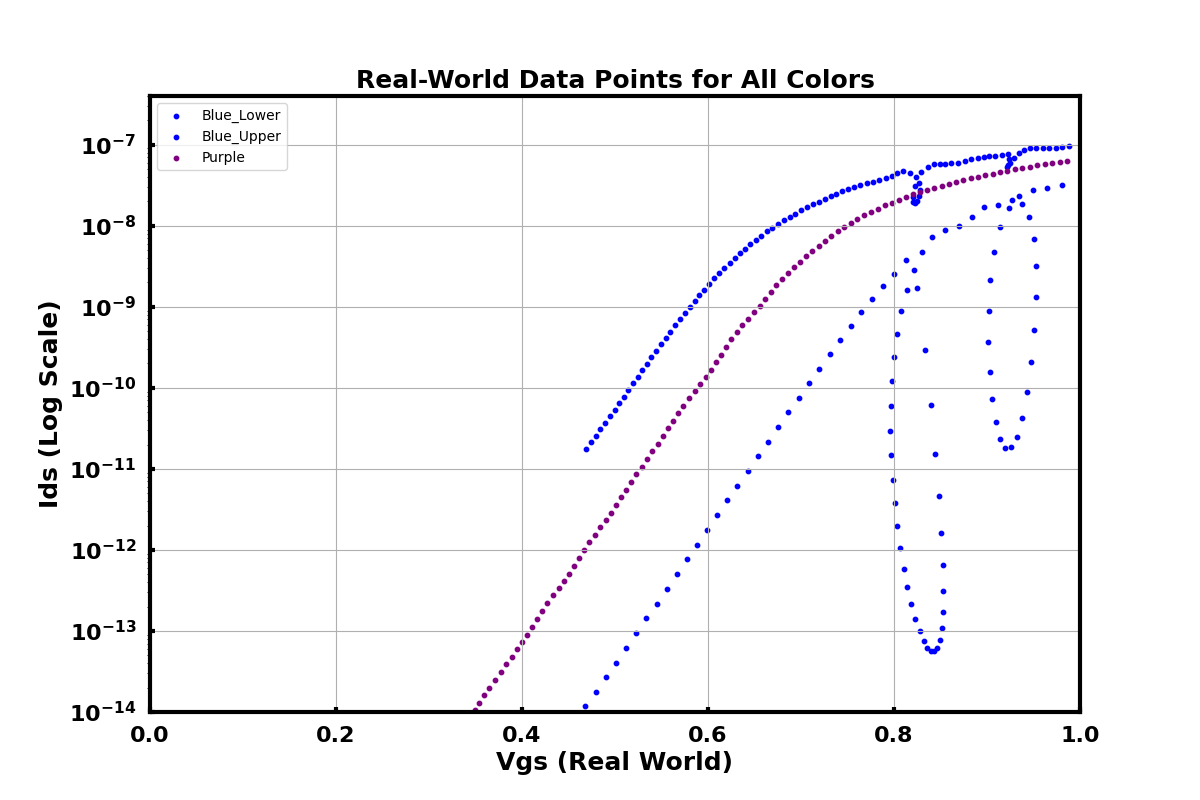 Real-World Data Points for All Colors
Blue_Lower
Blue_Upper
Purple
10⁻⁷
10⁻⁸
10⁻⁹
10⁻¹⁰
10⁻¹¹
10⁻¹²
10⁻¹³
10⁻¹⁴
Ids (Log Scale)
0.0 0.2 0.4 0.6 0.8 1.0
Vgs (Real World)